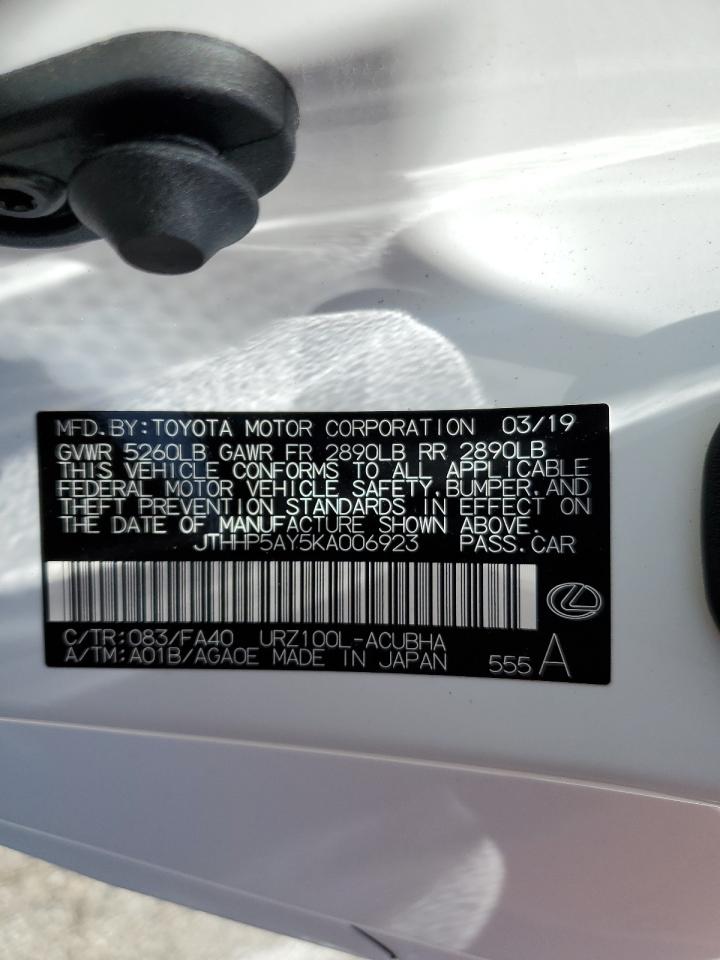 MFD.BY:TOYOTA MOTOR CORPORATION 03/19
GVWR 5260LB GAWR FR 2890LB RR 2890LB
THIS VEHICLE CONFORMS TO ALL APPLICABLE
FEDERAL MOTOR VEHICLE SAFETY,BUMPER,AND
THEFT PREVENTION STANDARDS IN EFFECT ON
THE DATE OF MANUFACTURE SHOWN ABOVE.
JTHHP5AY5KA006923 PASS.CAR
C/TR:083/FA40 URZ100L-ACUBHA
A/TM:A01B/AGA0E MADE IN JAPAN 555 A